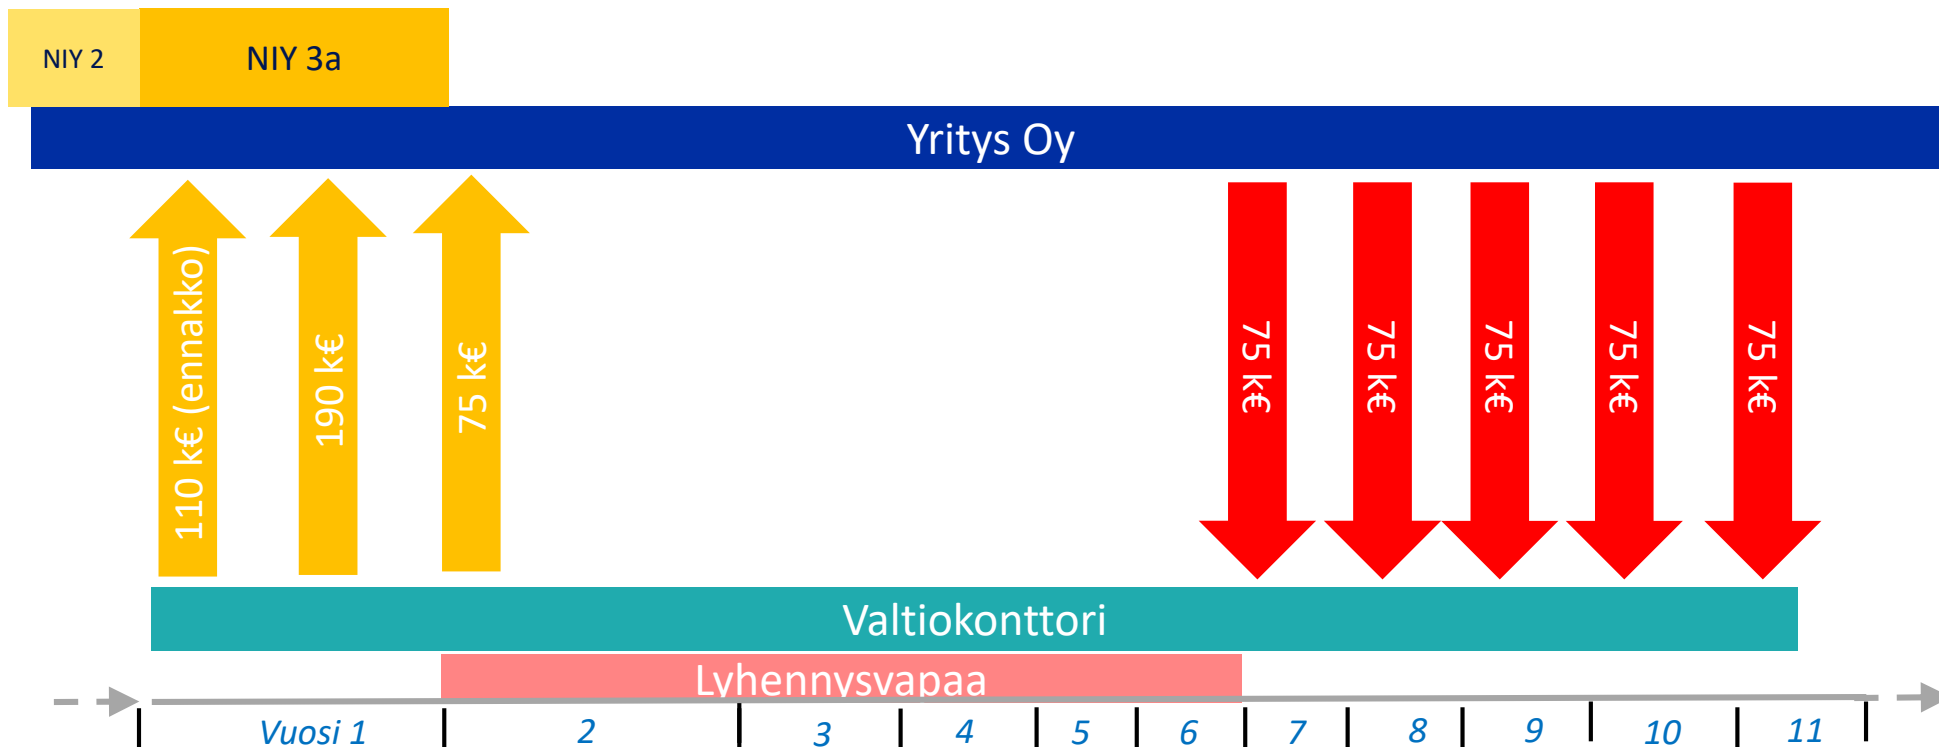 NIY 2
NIY 3a
Yritys Oy
110 k€ (ennakko)
190 k€
75 k€
75 k€
75 k€
75 k€
75 k€
75 k€
Valtiokonttori
Lyhennysvapaa
Vuosi 1
2
3
4
5
6
7
8
9
10
11